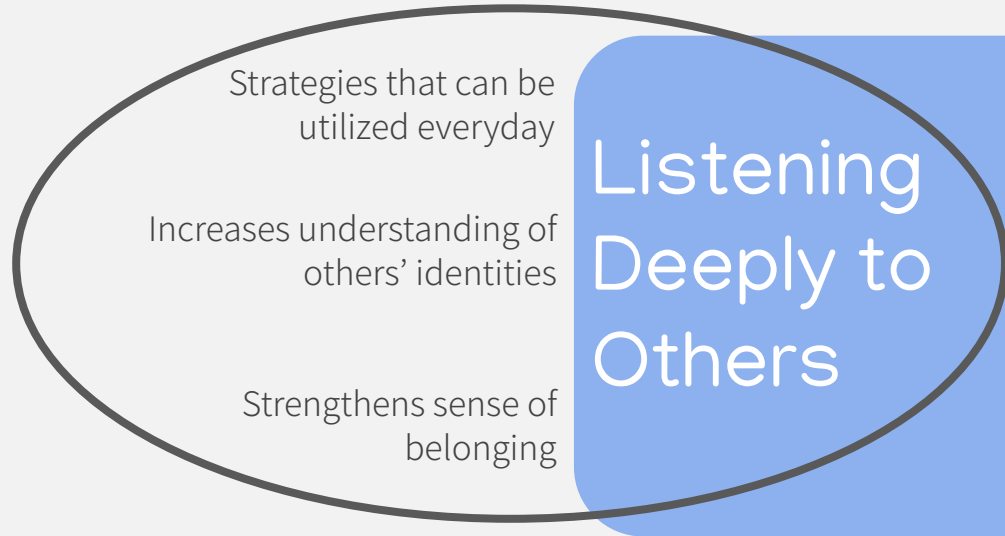 Strategies that can be
utilized everyday
Increases understanding of
others’ identities
Strengthens sense of
belonging
Listening
Deeply to
Others